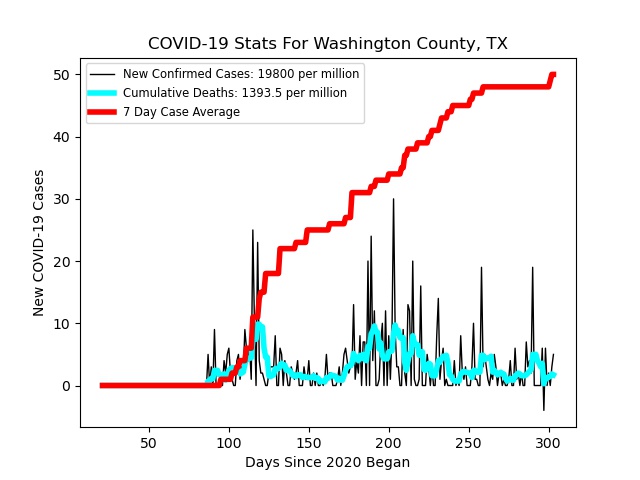 COVID-19 Stats For Washington County, TX
New Confirmed Cases: 19800 per million
Cumulative Deaths: 1393.5 per million
7 Day Case Average
New COVID-19 Cases
50
40
30
20
10
0
50 100 150 200 250 300
Days Since 2020 Began